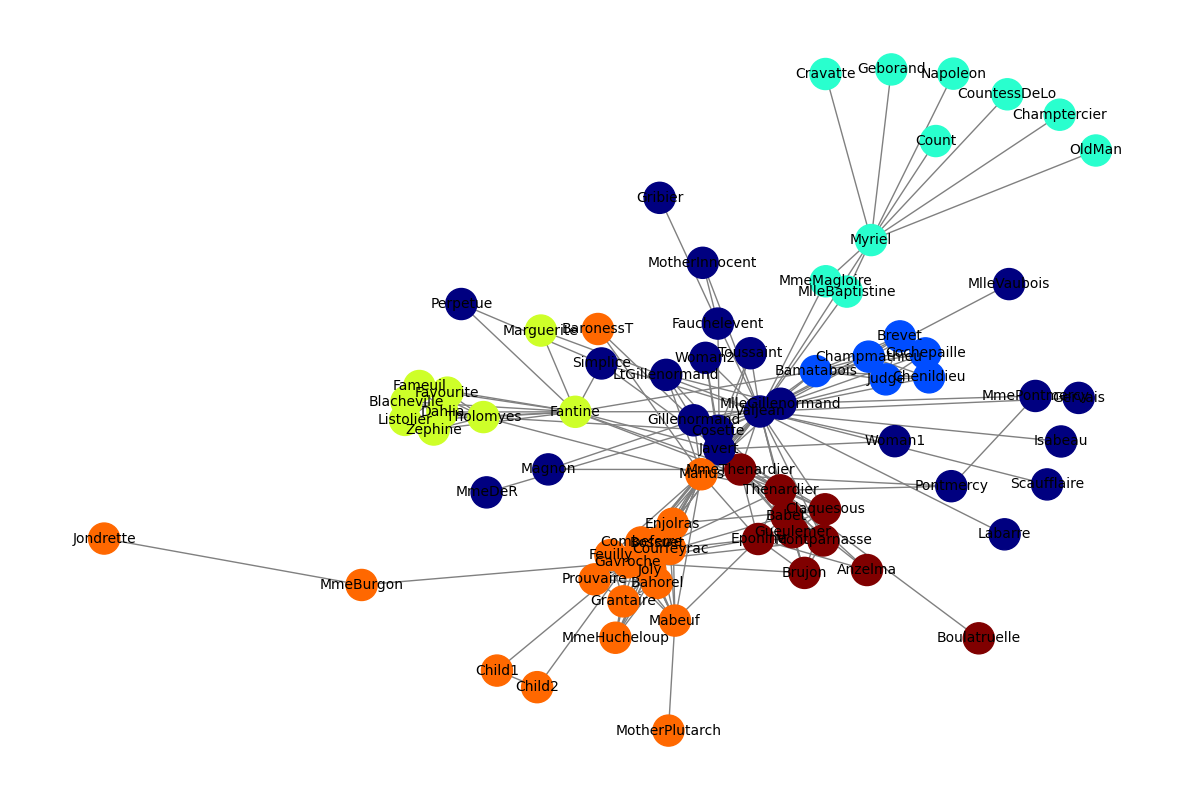 Cravatte
Geborand
Napoleon
CountessDeLo
Champtercier
Count
OldMan
Gribier
Myriel
MotherInnocent
MmeMagloire
MlleBaptistine
MlleVaubois
Perpetue
Marguerite
BaronessT
Fauchelevent
Brevet
Simplice
LtGillenormand
Woman2
Toussaint
Champmathieu
Cochepaille
Bamatabois
Judge
Chenildieu
Fameuil
Favourite
Blacheville
Dahlia
Listolier
Zephine
Tholomyes
Fantine
Gillenormand
MlleGillenormand
Valjean
Cosette
MmePontmercy
Gervais
Javert
Woman1
Isabeau
Magnon
MmeDeR
Marius
MmeThenardier
Thenardier
Pontmercy
Scaufflaire
Claquesous
Babet
Gueulemer
Montparnasse
Eponine
Labarre
Jondrette
Enjolras
Combeferre
Bossuet
Courfeyrac
Feuilly
Gavroche
Joly
Prouvaire
Bahorel
Brujon
Anzelma
MmeBurgon
Grantaire
Mabeuf
MmeHucheloup
Boulatruelle
Child1
Child2
MotherPlutarch